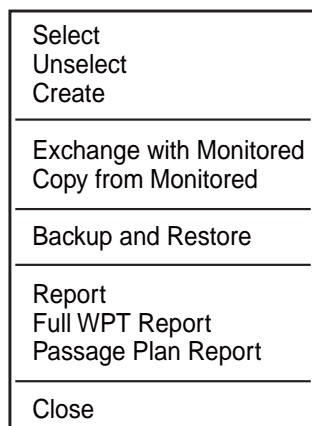 Select
Unselect
Create
Exchange with Monitored
Copy from Monitored
Backup and Restore
Report
Full WPT Report
Passage Plan Report
Close